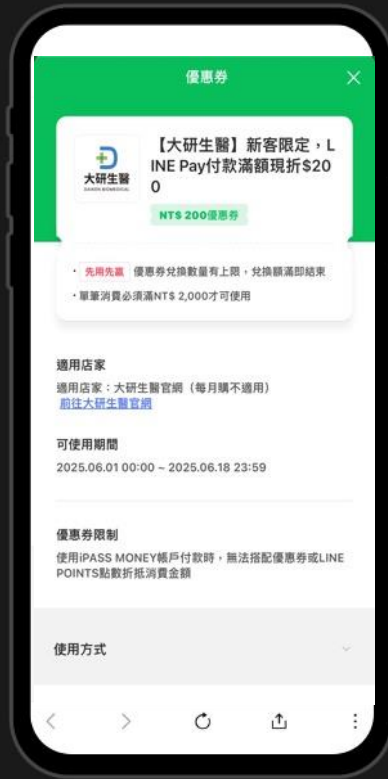 優惠券
大研生醫
DAIKEN BIOMEDICAL
【大研生醫】新客限定，L
INE Pay付款滿額現折$20
0
NT$ 200優惠券
・ 先用先贏 優惠券兌換數量有上限，兌換額滿即結束
・單筆消費必須滿NT$ 2,000才可使用
適用店家
適用店家：大研生醫官網（每月購不適用）
前往大研生醫官網
可使用期間
2025.06.01 00:00 ~ 2025.06.18 23:59
優惠券限制
使用iPASS MONEY帳戶付款時，無法搭配優惠券或LINE
POINTS點數折抵消費金額
使用方式